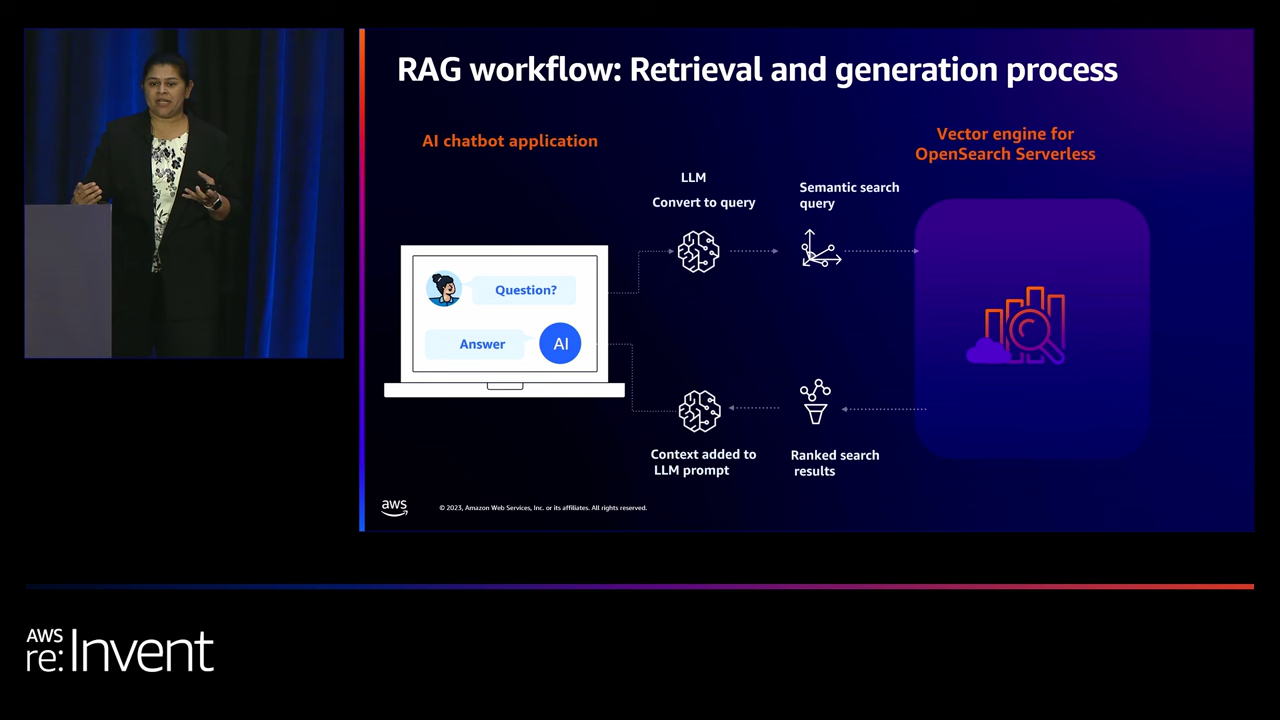 RAG workflow: Retrieval and generation process
AI chatbot application
Vector engine for
OpenSearch Serverless
LLM
Convert to query
Semantic search
query
Question?
Answer
AI
Context added to
LLM prompt
Ranked search
results
aws
© 2023, Amazon Web Services, Inc. or its affiliates. All rights reserved.
AWS
re:Invent